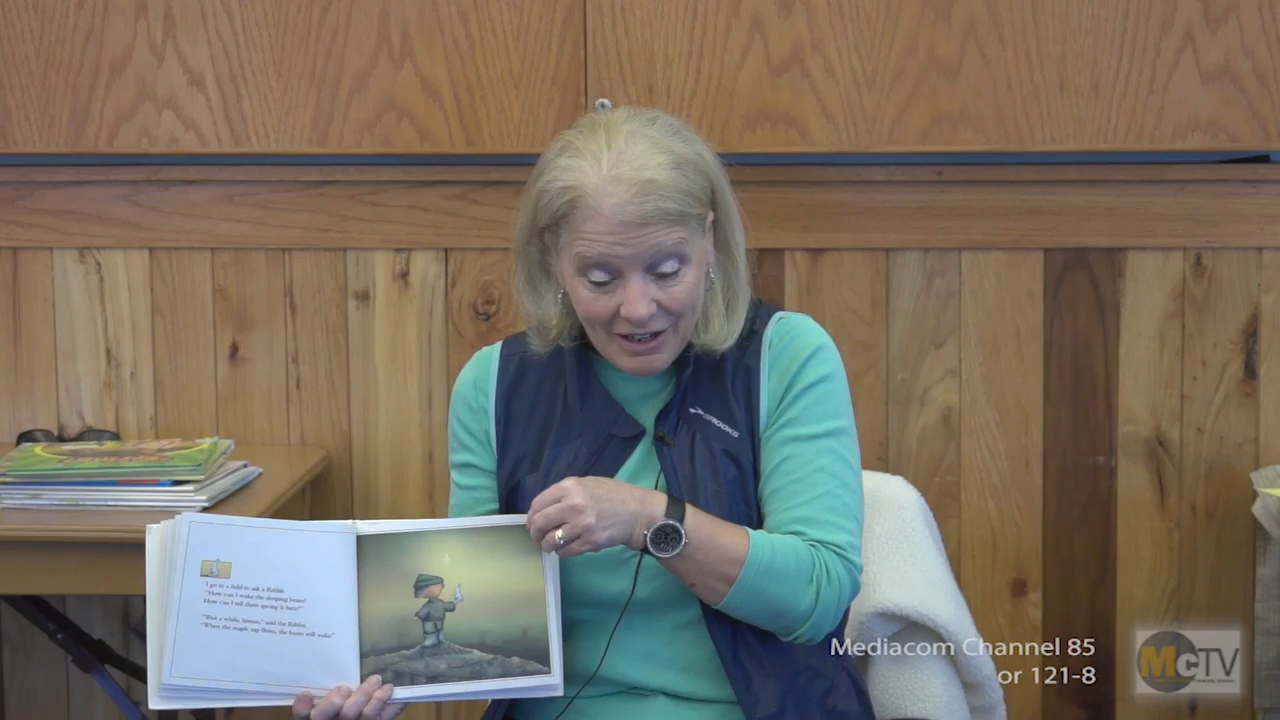 BROOKS
I go to a field to ask a Rabbit:
"How can I wake the sleeping bears?
How can I tell them spring is here?"
"Wait a while, Simon," said the Rabbit.
"When the maple sap flows, the bears will wake."
Mediacom Channel 85
or 121-8
McTV